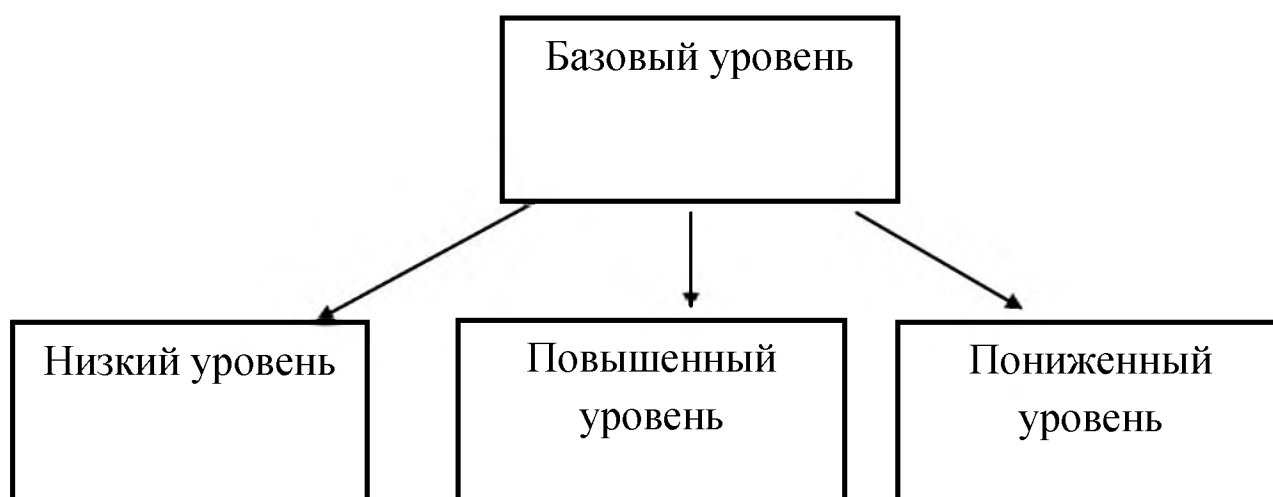 Базовый уровень
Низкий уровень
Повышенный
уровень
Пониженный
уровень